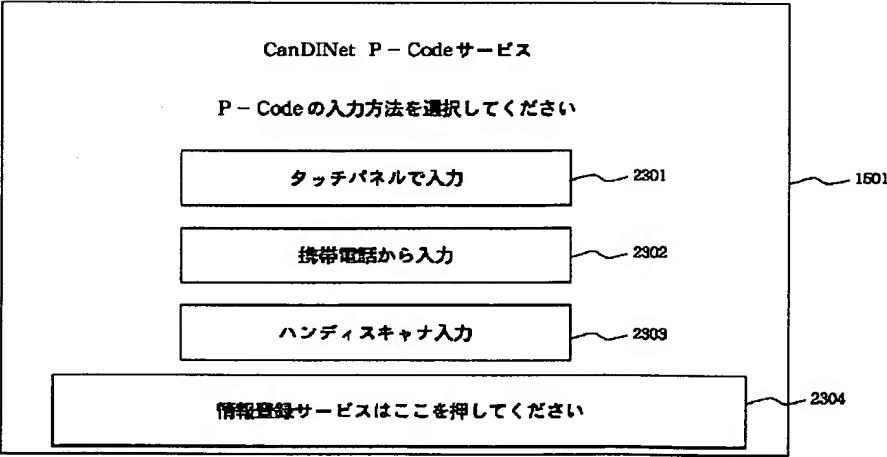 CanDINet P－Codeサービス
P－Codeの入力方法を選択してください
タッチパネルで入力
2301
1501
携帯電話から入力
2302
ハンディスキャナ入力
2303
情報登録サービスはここを押してください
2304